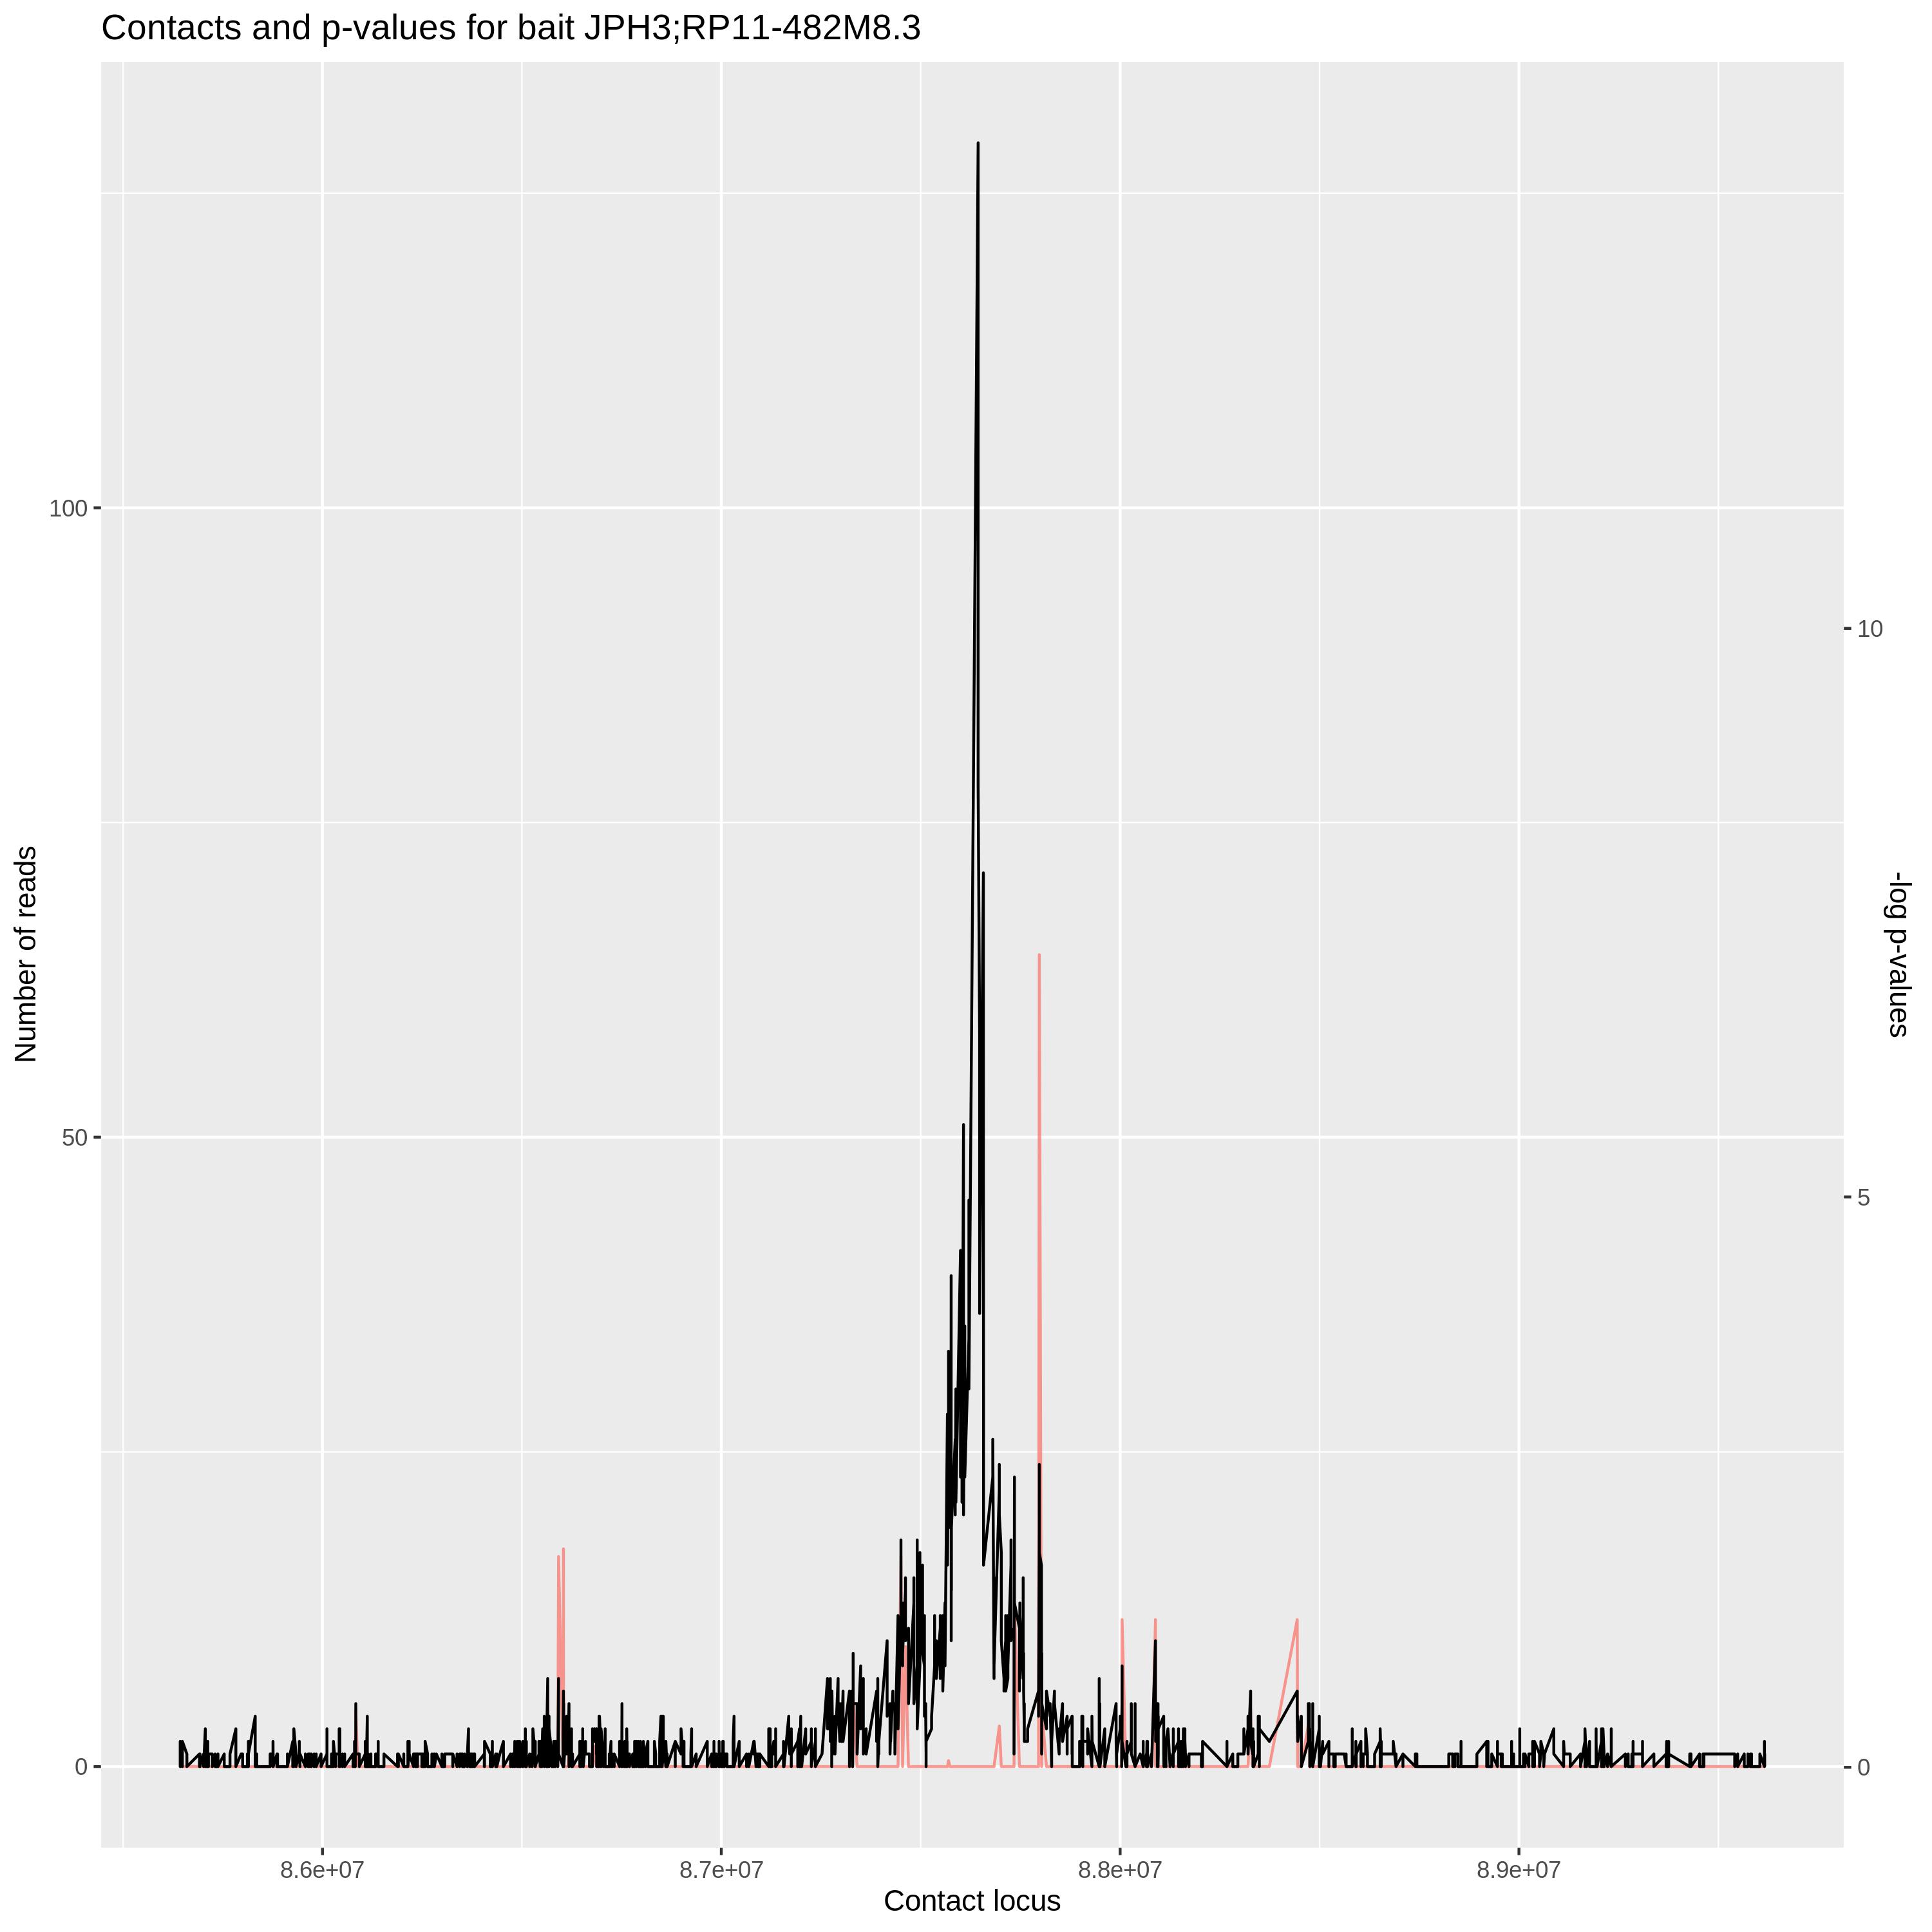 Contacts and p-values for bait JPH3;RP11-482M8.3
100
50
0
Number of reads
10
5
0
-log p-values
8.6e+07
8.7e+07
8.8e+07
8.9e+07
Contact locus